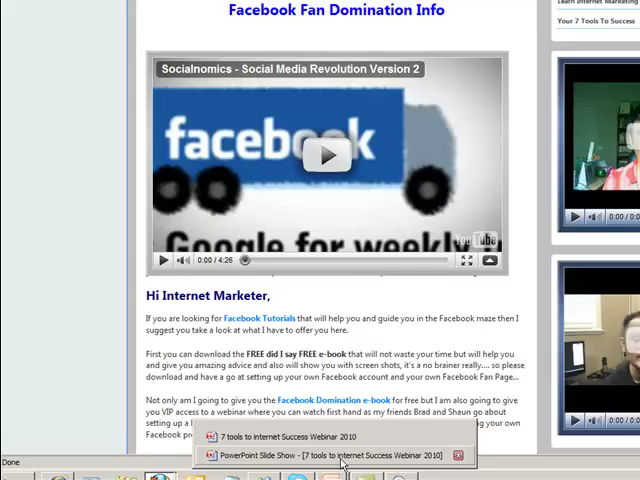 Facebook Fan Domination Info
Learn Internet Marketing
Your 7 Tools To Success
Socialnomics - Social Media Revolution Version 2
facebook
Google for weekly
YouTube
0:00 / 4:26
0:00 / 0:0
0:00 / 0:0
Hi Internet Marketer,
If you are looking for Facebook Tutorials that will help you and guide you in the Facebook maze then I
suggest you take a look at what I have to offer you here.
First you can download the FREE did I say FREE e-book that will not waste your time but will help you
and give you amazing advice and also will show you with screen shots, it's a no brainer really.... so please
download and have a go at setting up your own Facebook account and your own Facebook Fan Page...
Not only am I going to give you the Facebook Domination e-book for free but I am also going to give
you VIP access to a webinar where you can watch first hand as my friends Brad and Shaun go about
setting up a
ng your own
Facebook pr
7 tools to internet Success Webinar 2010
PowerPoint Slide Show - [7 tools to internet Success Webinar 2010]
Done